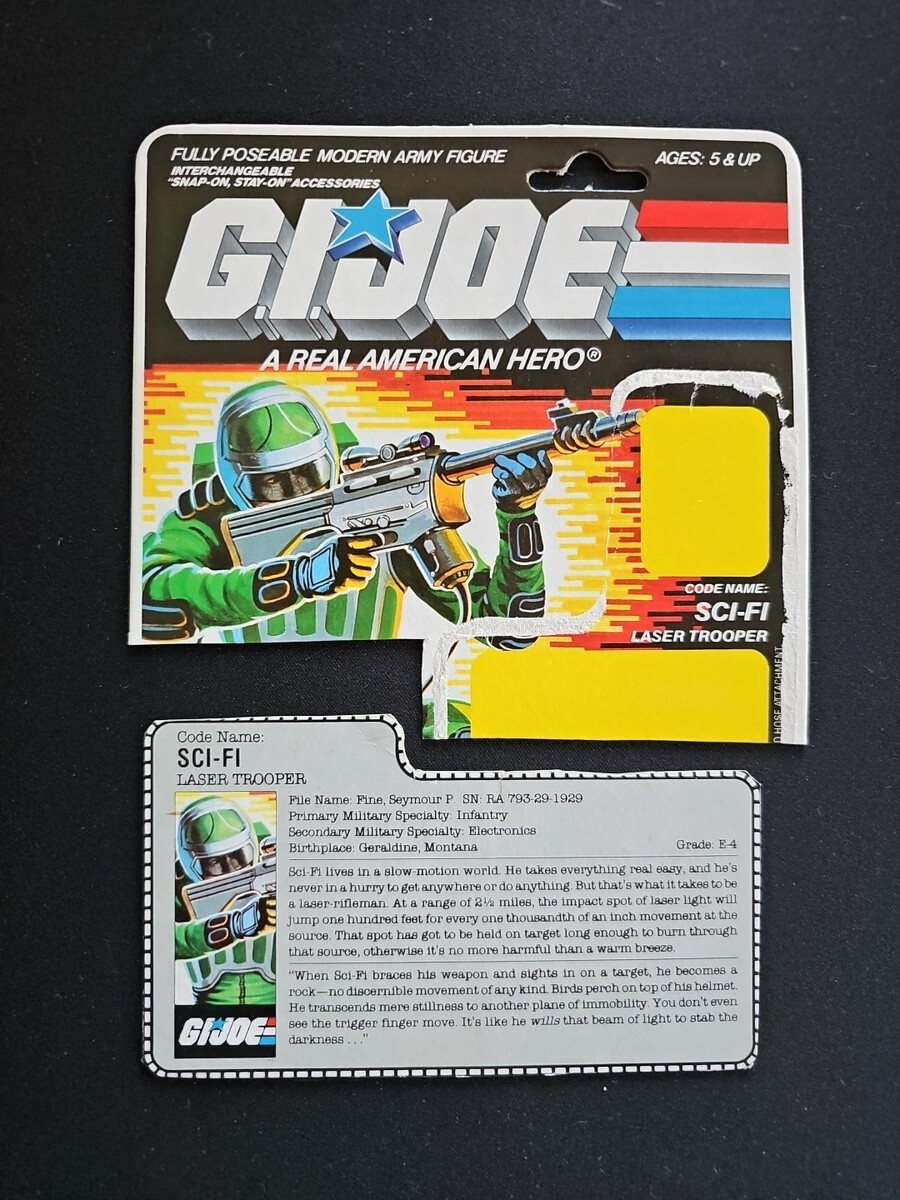 FULLY POSEABLE MODERN ARMY FIGURE
AGES: 5 & UP
INTERCHANGEABLE
"SNAP-ON, STAY-ON" ACCESSORIES
G.I. JOE
A REAL AMERICAN HERO®
CODE NAME:
SCI-FI
LASER TROOPER
HOSE ATTACHMENT
Code Name:
SCI-FI
LASER TROOPER
File Name: Fine, Seymour P. SN: RA 793-29-1929
Primary Military Specialty: Infantry
Secondary Military Specialty: Electronics
Birthplace: Geraldine, Montana
Grade: E-4
Sci-Fi lives in a slow-motion world. He takes everything real easy, and he's
never in a hurry to get anywhere or do anything. But that's what it takes to be
a laser-rifleman. At a range of 2½ miles, the impact spot of laser light will
jump one hundred feet for every one thousandth of an inch movement at the
source. That spot has got to be held on target long enough to burn through
that source, otherwise it's no more harmful than a warm breeze.
"When Sci-Fi braces his weapon and sights in on a target, he becomes a
rock—no discernible movement of any kind. Birds perch on top of his helmet.
He transcends mere stillness to another plane of immobility. You don't even
see the trigger finger move. It's like he wills that beam of light to stab the
darkness . . ."
GI JOE